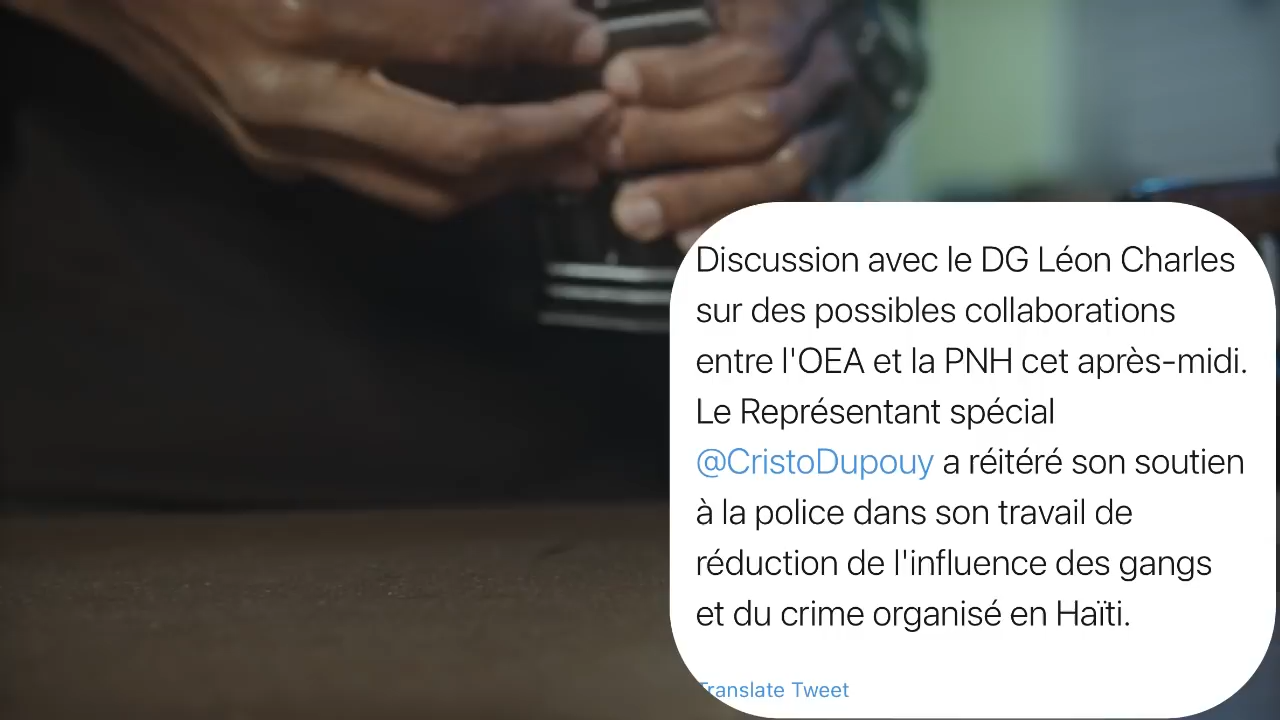 Discussion avec le DG Léon Charles
sur des possibles collaborations
entre l'OEA et la PNH cet après-midi.
Le Représentant spécial
@CristoDupouy a réitéré son soutien
à la police dans son travail de
réduction de l'influence des gangs
et du crime organisé en Haïti.
Translate Tweet